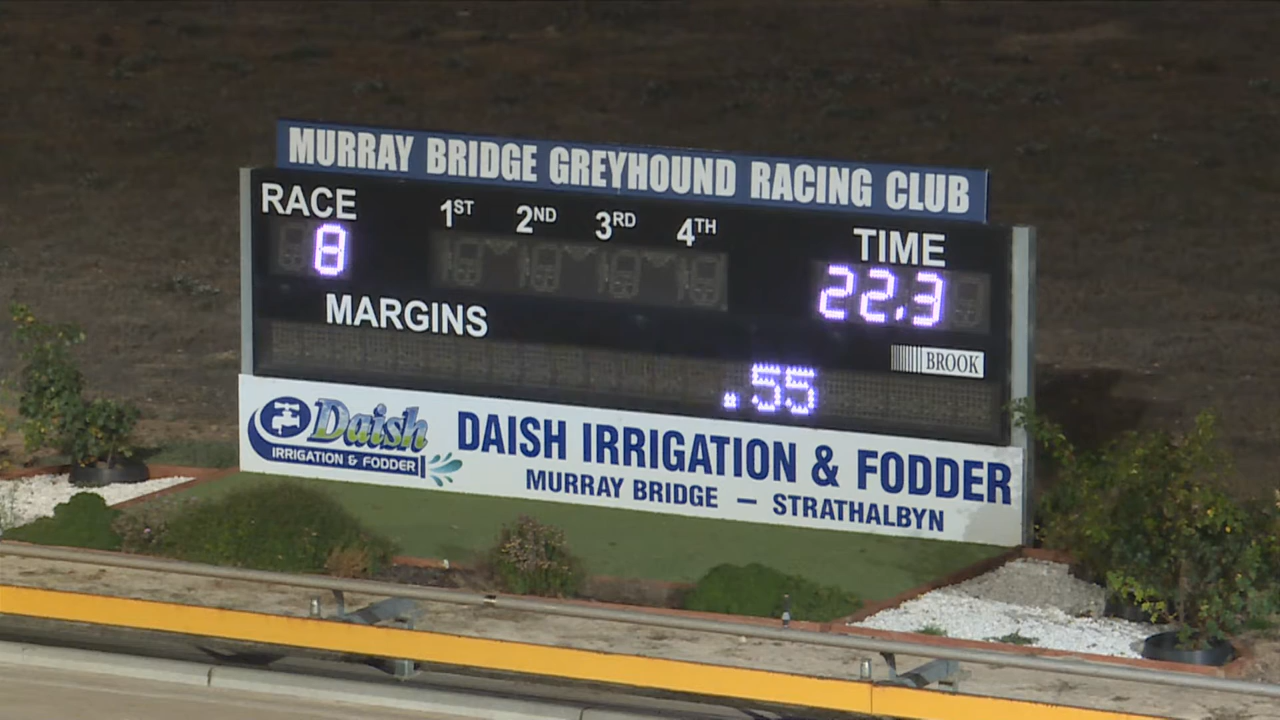 MURRAY BRIDGE GREYHOUND RACING CLUB
RACE 1ST 2ND 3RD 4TH TIME
8 22.3
MARGINS
BROOK
.55
Daish
IRRIGATION & FODDER
DAISH IRRIGATION & FODDER
MURRAY BRIDGE – STRATHALBYN